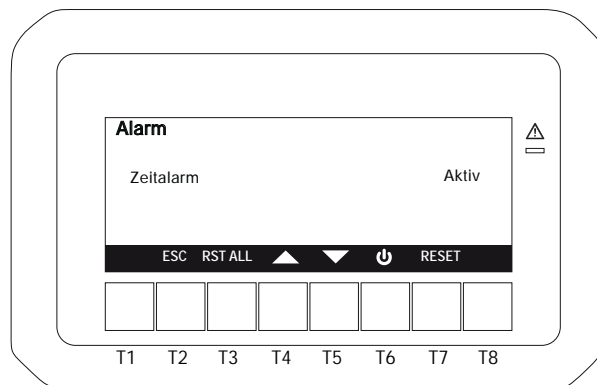 Alarm
Zeitalarm Aktiv
ESC RST ALL RESET
T1 T2 T3 T4 T5 T6 T7 T8